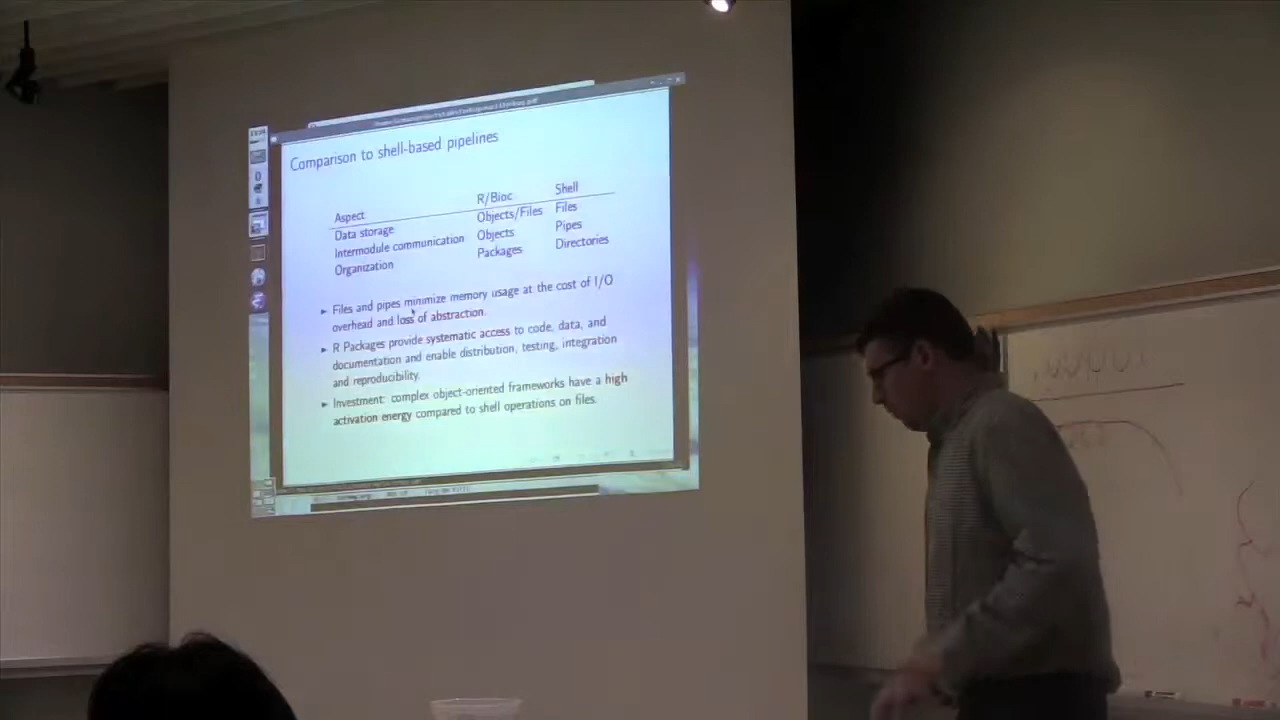 Comparison to shell-based pipelines
Aspect R/Bioc Shell
Data storage Objects/Files Files
Intermodule communication Objects Pipes
Organization Packages Directories
▶ Files and pipes minimize memory usage at the cost of I/O
overhead and loss of abstraction.
▶ R Packages provide systematic access to code, data, and
documentation and enable distribution, testing, integration
and reproducibility.
▶ Investment: complex object-oriented frameworks have a high
activation energy compared to shell operations on files.